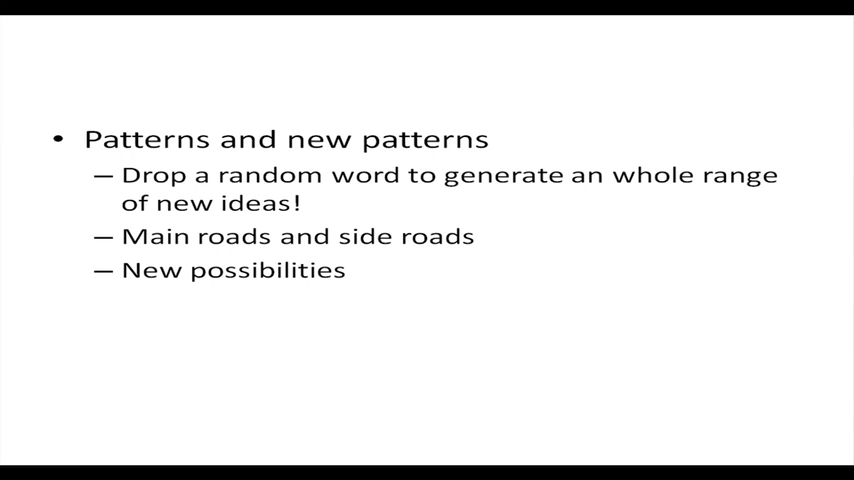 • Patterns and new patterns
– Drop a random word to generate an whole range
of new ideas!
– Main roads and side roads
– New possibilities